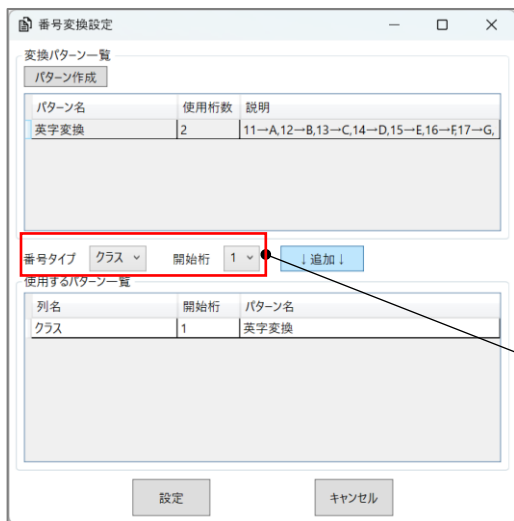 番号変換設定
変換パターン一覧
パターン作成
パターン名 使用桁数 説明
英字変換 2 11→A,12→B,13→C,14→D,15→E,16→F,17→G,
番号タイプ クラス 開始桁 1 ↓追加↓
使用するパターン一覧
列名 開始桁 パターン名
クラス 1 英字変換
設定 キャンセル